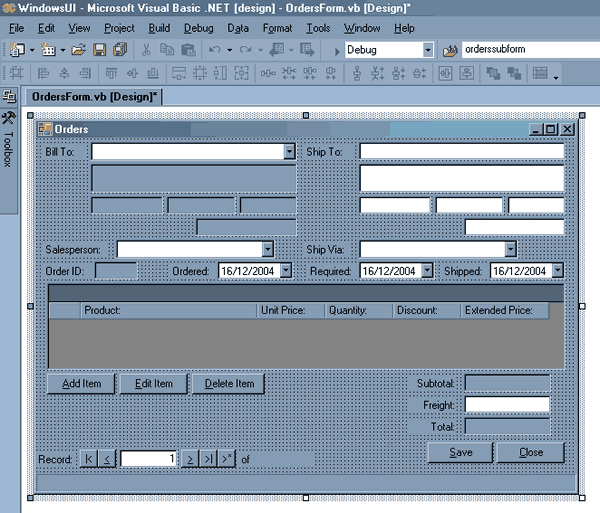 WindowsUI - Microsoft Visual Basic .NET [design] - OrdersForm.vb [Design]*
File Edit View Project Build Debug Data Format Tools Window Help
Debug orderssubform
OrdersForm.vb [Design]*
Toolbox
Orders
Bill To: Ship To:
Salesperson: Ship Via:
Order ID: Ordered: 16/12/2004 Required: 16/12/2004 Shipped: 16/12/2004
Product: Unit Price: Quantity: Discount: Extended Price:
Add Item Edit Item Delete Item Subtotal:
Freight:
Total:
Save Close
Record: |< < 1 > >| >* of